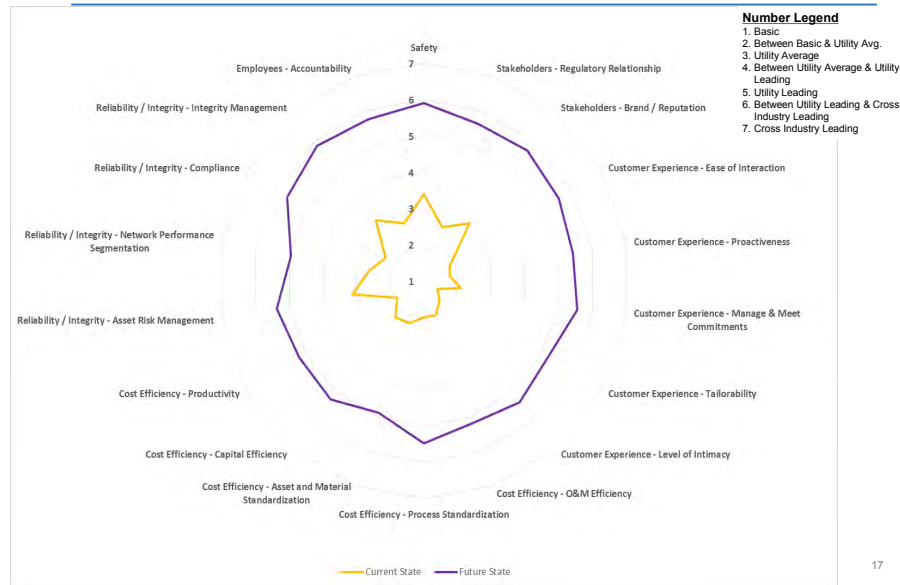 Number Legend
1. Basic
2. Between Basic & Utility Avg.
3. Utility Average
4. Between Utility Average & Utility
Leading
5. Utility Leading
6. Between Utility Leading & Cross
Industry Leading
7. Cross Industry Leading
Safety
7
6
5
4
3
2
1
Stakeholders - Regulatory Relationship
Stakeholders - Brand / Reputation
Customer Experience - Ease of Interaction
Customer Experience - Proactiveness
Customer Experience - Manage & Meet
Commitments
Customer Experience - Tailorability
Customer Experience - Level of Intimacy
Cost Efficiency - O&M Efficiency
Cost Efficiency - Process Standardization
Cost Efficiency - Asset and Material
Standardization
Cost Efficiency - Capital Efficiency
Cost Efficiency - Productivity
Reliability / Integrity - Asset Risk Management
Reliability / Integrity - Network Performance
Segmentation
Reliability / Integrity - Compliance
Reliability / Integrity - Integrity Management
Employees - Accountability
Current State
Future State
17